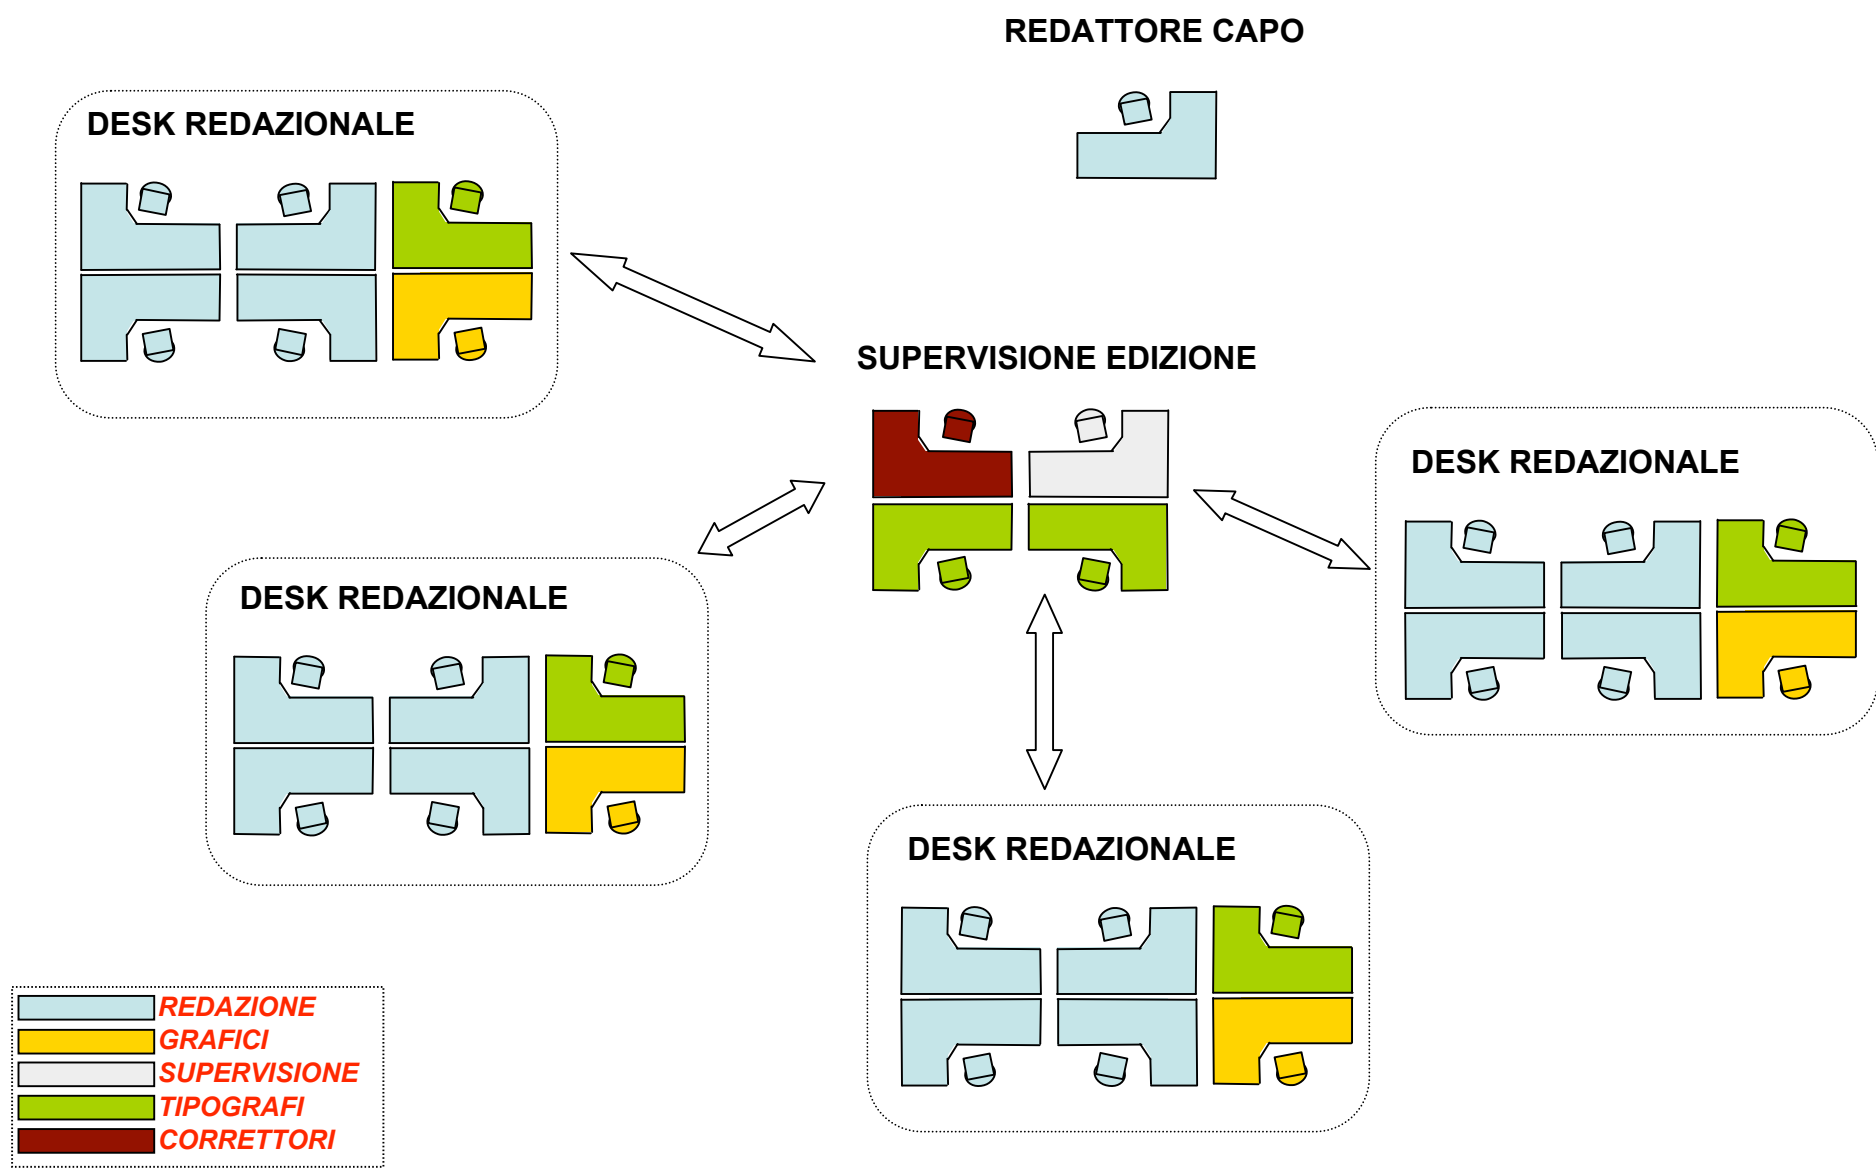 REDATTORE CAPO
DESK REDAZIONALE
SUPERVISIONE EDIZIONE
DESK REDAZIONALE
DESK REDAZIONALE
DESK REDAZIONALE
REDAZIONE
GRAFICI
SUPERVISIONE
TIPOGRAFI
CORRETTORI